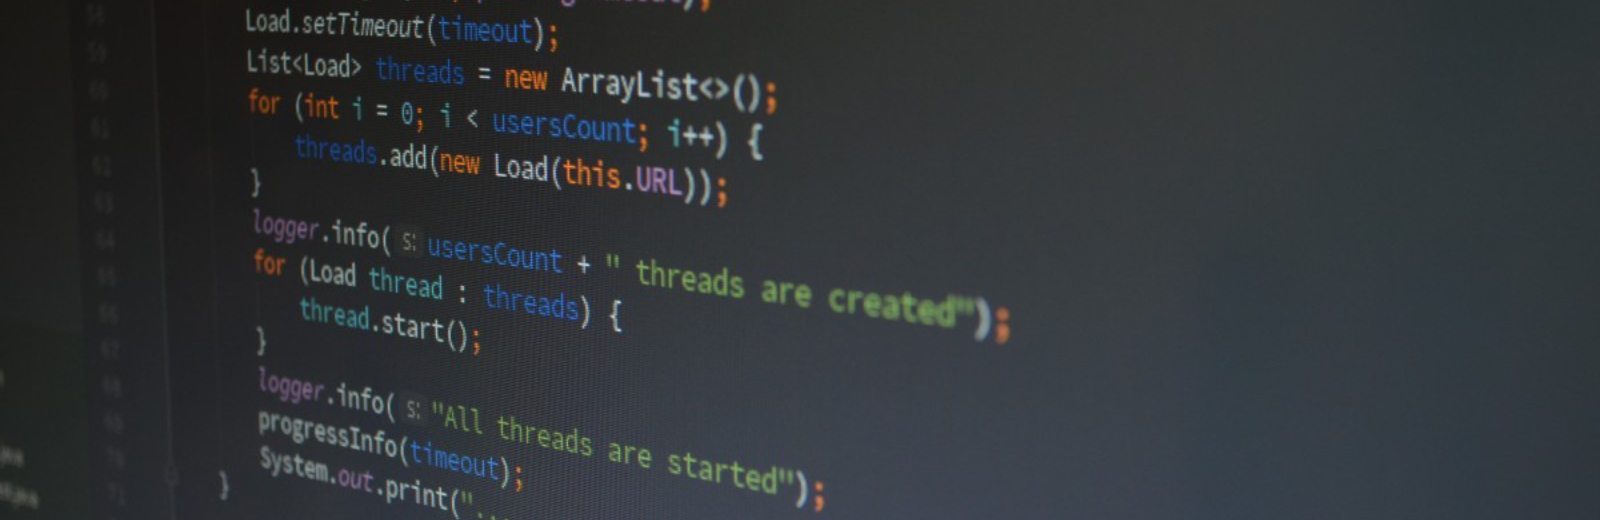 Load.setTimeout(timeout);
List<Load> threads = new ArrayList<>();
for (int i = 0; i < usersCount; i++) {
threads.add(new Load(this.URL));
}
logger.info( s: usersCount + " threads are created");
for (Load thread : threads) {
thread.start();
}
logger.info( s: "All threads are started");
progressInfo(timeout);
System.out.print("...
}